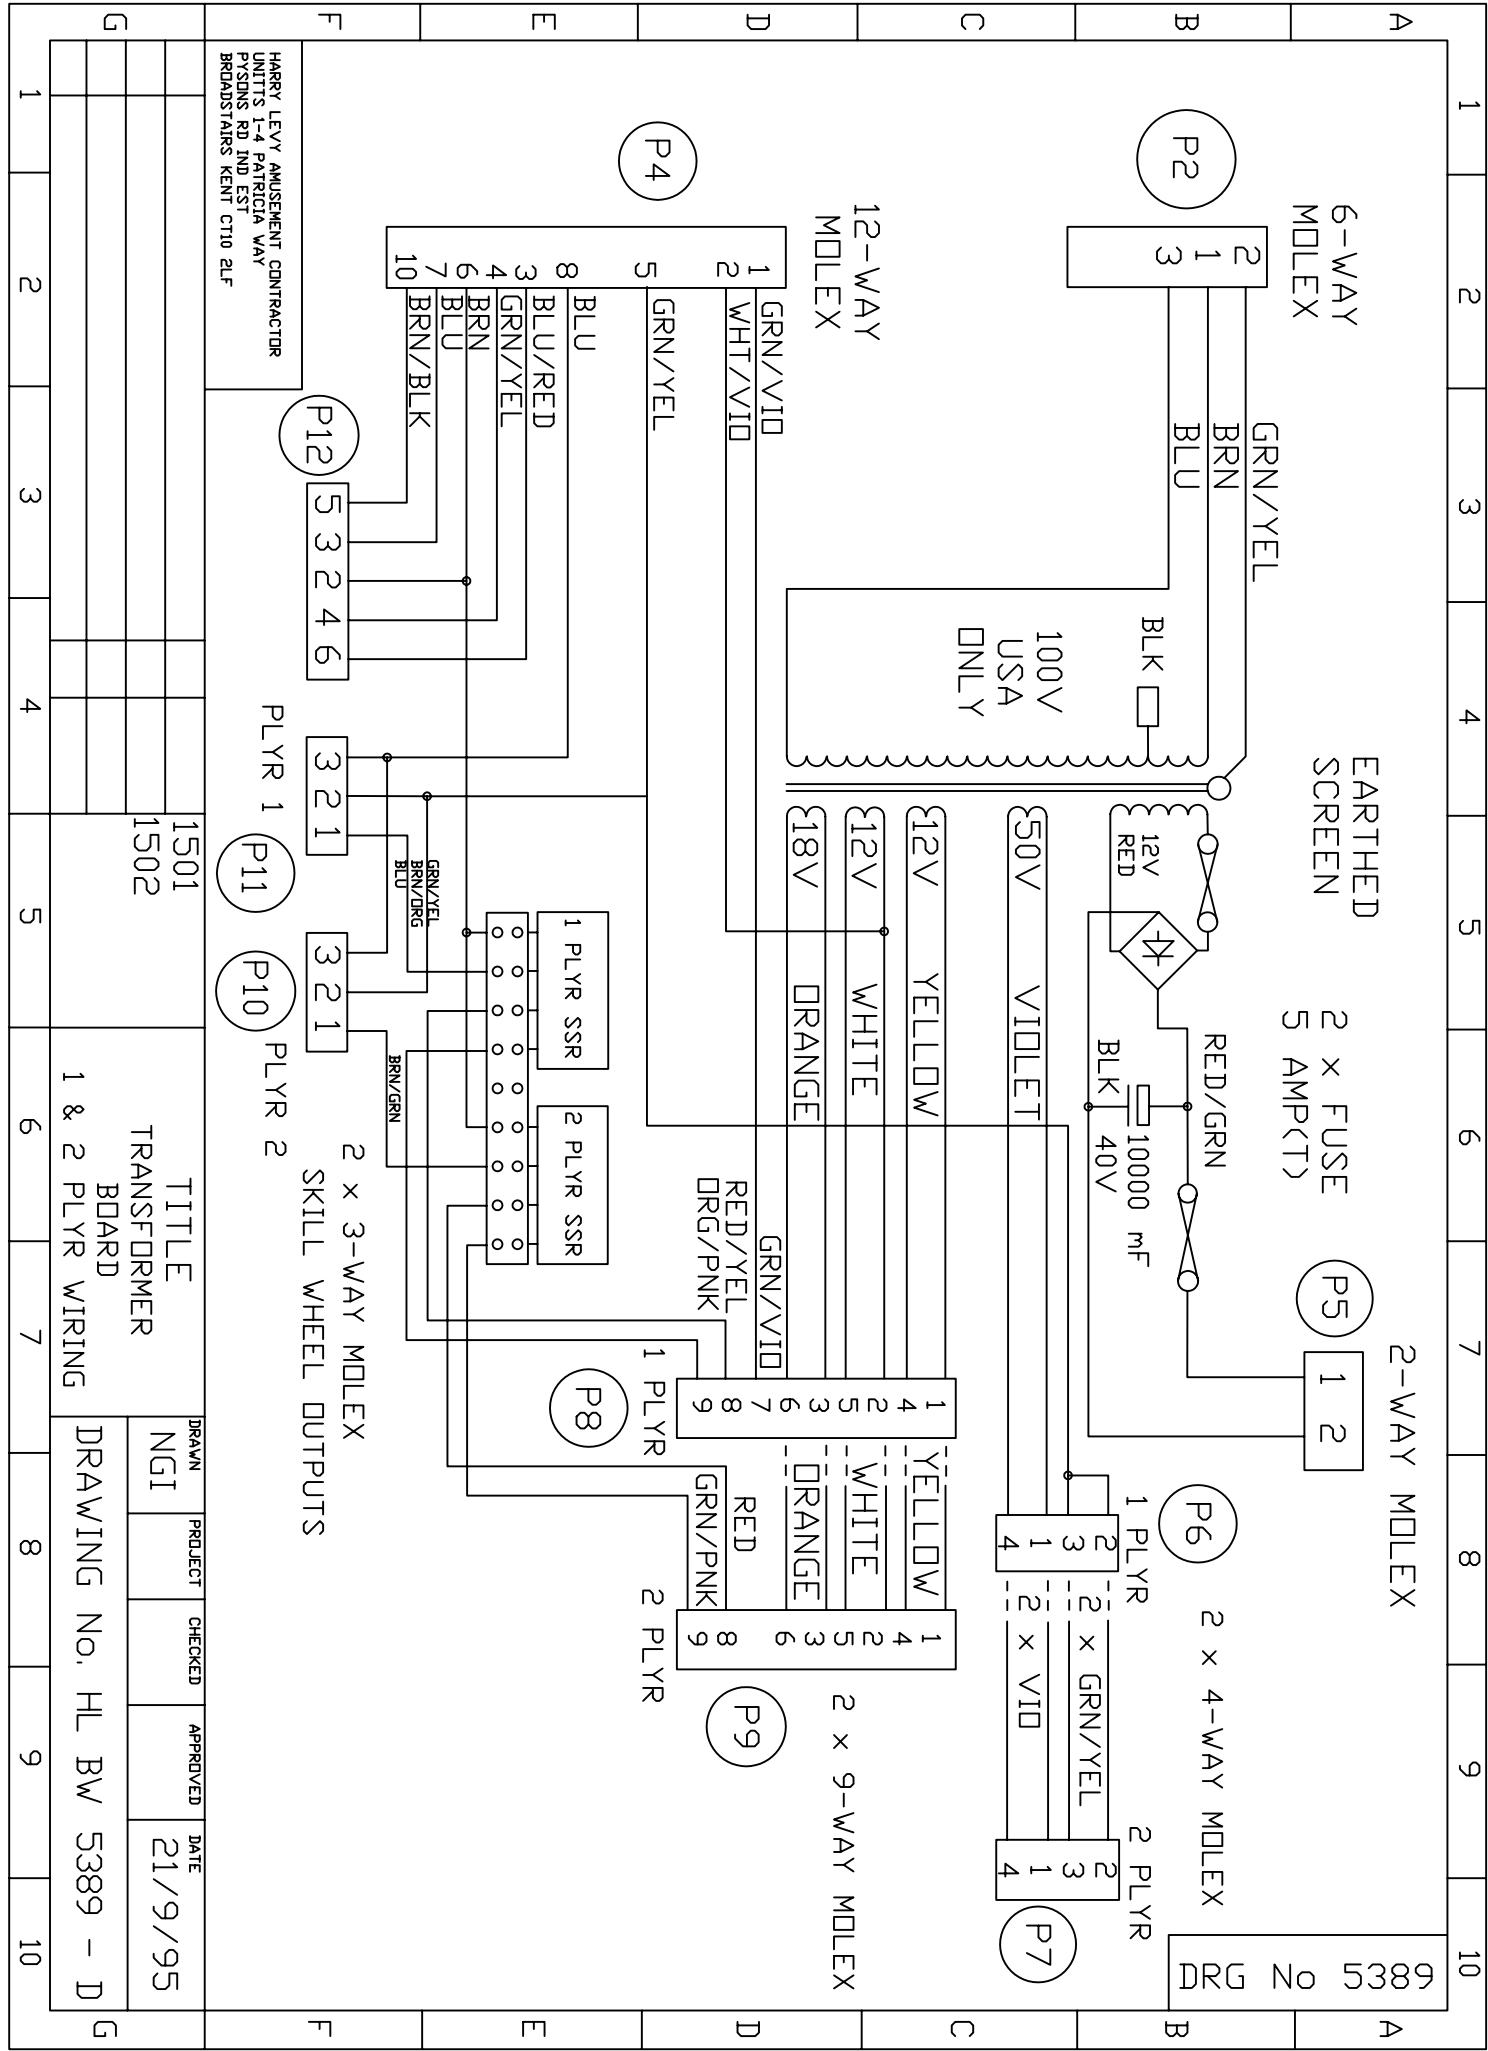 1 2 3 4 5 6 7 8 9 10
A B C D E F G
A B C D E F G
1 2 3 4 5 6 7 8 9 10
DRG No 5389
EARTHED
SCREEN
2 x FUSE
5 AMP(T)
P5
2-WAY MOLEX
1 2
6-WAY
MOLEX
P2
2
1
3
GRN/YEL
BRN
BLU
BLK
100V
USA
ONLY
12V
RED
RED/GRN
BLK
10000 mF
40V
P6
1 PLYR
2
3
1
4
2 x 4-WAY MOLEX
2 x GRN/YEL
2 x VIO
2 PLYR
2
3
1
4
P7
50V
VIOLET
12V
YELLOW
12V
WHITE
18V
ORANGE
12-WAY
MOLEX
P4
1
2
5
8
3
4
6
7
10
GRN/VIO
WHT/VIO
GRN/YEL
BLU
BLU/RED
GRN/YEL
BRN
BLU
BRN/BLK
GRN/VIO
RED/YEL
ORG/PNK
1
4
2
5
3
6
7
8
9
1 PLYR
P8
YELLOW
WHITE
ORANGE
RED
GRN/PNK
1
4
2
5
3
6
8
9
2 PLYR
P9
2 x 9-WAY MOLEX
1 PLYR SSR
2 PLYR SSR
P12
5 3 2 4 6
3 2 1
PLYR 1
P11
GRN/YEL
BRN/ORG
BLU
3 2 1
P10
PLYR 2
BRN/GRN
2 x 3-WAY MOLEX
SKILL WHEEL OUTPUTS
HARRY LEVY AMUSEMENT CONTRACTOR
UNITTS 1-4 PATRICIA WAY
PYSONS RD IND EST
BROADSTAIRS KENT CT10 2LF
1501
1502
TITLE
TRANSFORMER
BOARD
1 & 2 PLYR WIRING
DRAWN
NGI
PROJECT
CHECKED
APPROVED
DATE
21/9/95
DRAWING No. HL BW 5389 - D